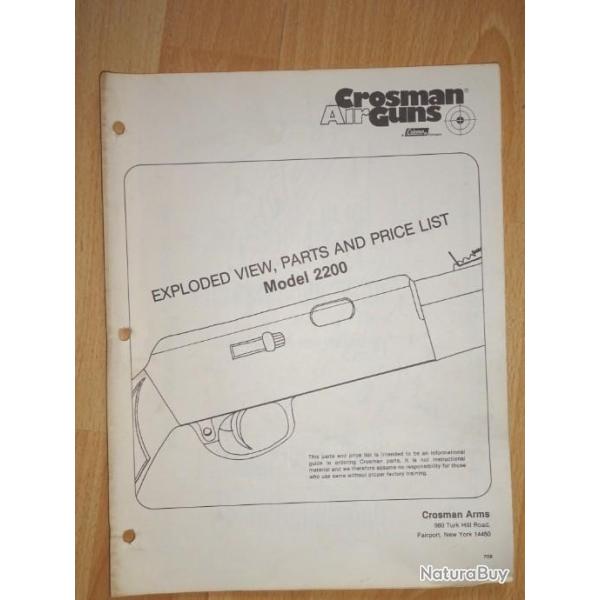 Crosman®
AirGuns
A Coleman Company
EXPLODED VIEW, PARTS AND PRICE LIST
Model 2200
This parts and price list is intended to be an informational
guide to ordering Crosman parts. It is not instructional
material and we therefore assume no responsibility for those
who use same without proper factory training.
Crosman Arms
980 Turk Hill Road,
Fairport, New York 14450
NaturaBuy